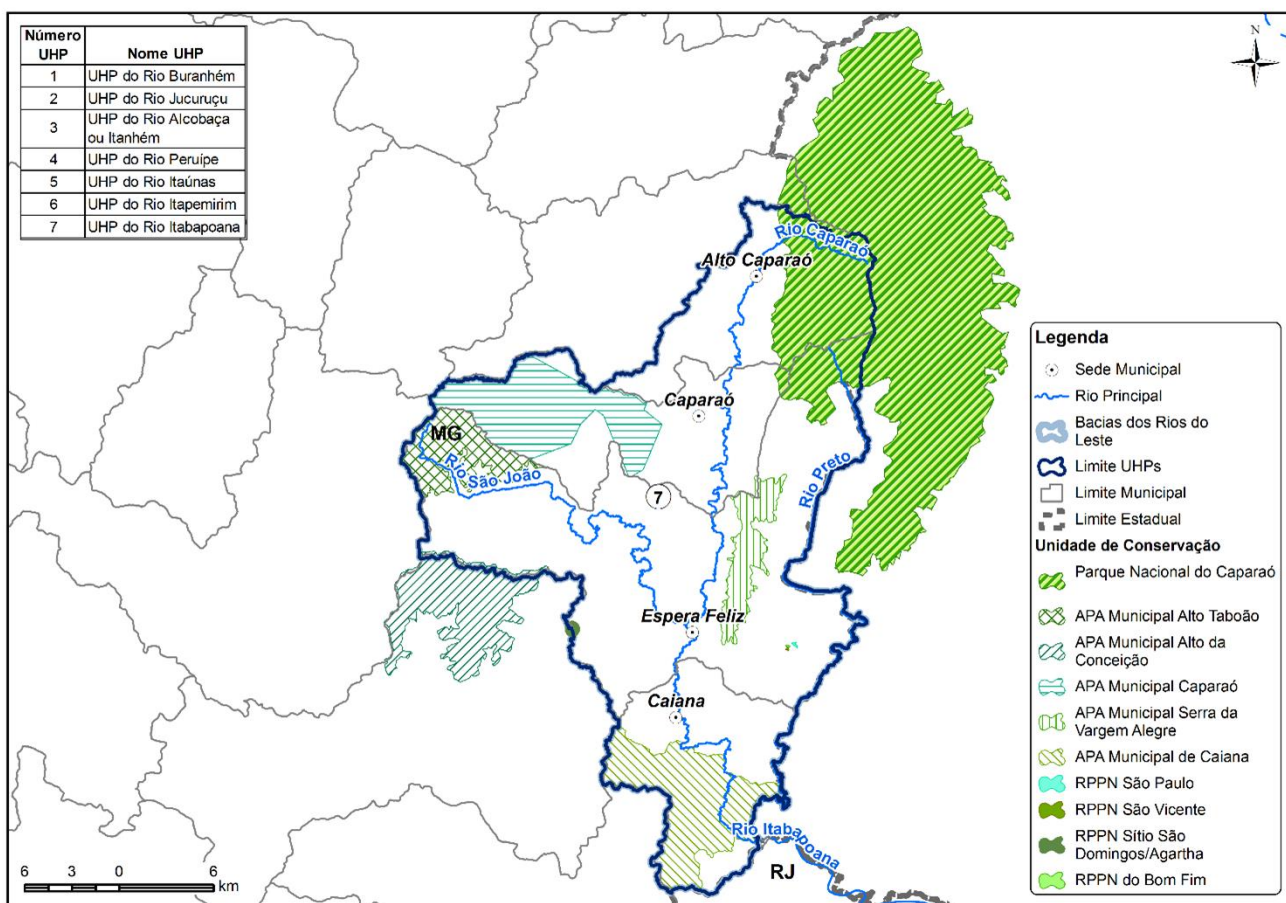 Número UHP Nome UHP
1 UHP do Rio Buranhém
2 UHP do Rio Jucuruçu
3 UHP do Rio Alcobaça
ou Itanhém
4 UHP do Rio Peruípe
5 UHP do Rio Itaúnas
6 UHP do Rio Itapemirim
7 UHP do Rio Itabapoana
N
Rio Caparaó
Alto Caparaó
Caparaó
MG
Rio São João
7
Rio Preto
Espera Feliz
Caiana
Rio Itabapoana
RJ
6 3 0 6
km
Legenda
Sede Municipal
Rio Principal
Bacias dos Rios do
Leste
Limite UHPs
Limite Municipal
Limite Estadual
Unidade de Conservação
Parque Nacional do Caparaó
APA Municipal Alto Taboão
APA Municipal Alto da
Conceição
APA Municipal Caparaó
APA Municipal Serra da
Vargem Alegre
APA Municipal de Caiana
RPPN São Paulo
RPPN São Vicente
RPPN Sítio São
Domingos/Agartha
RPPN do Bom Fim